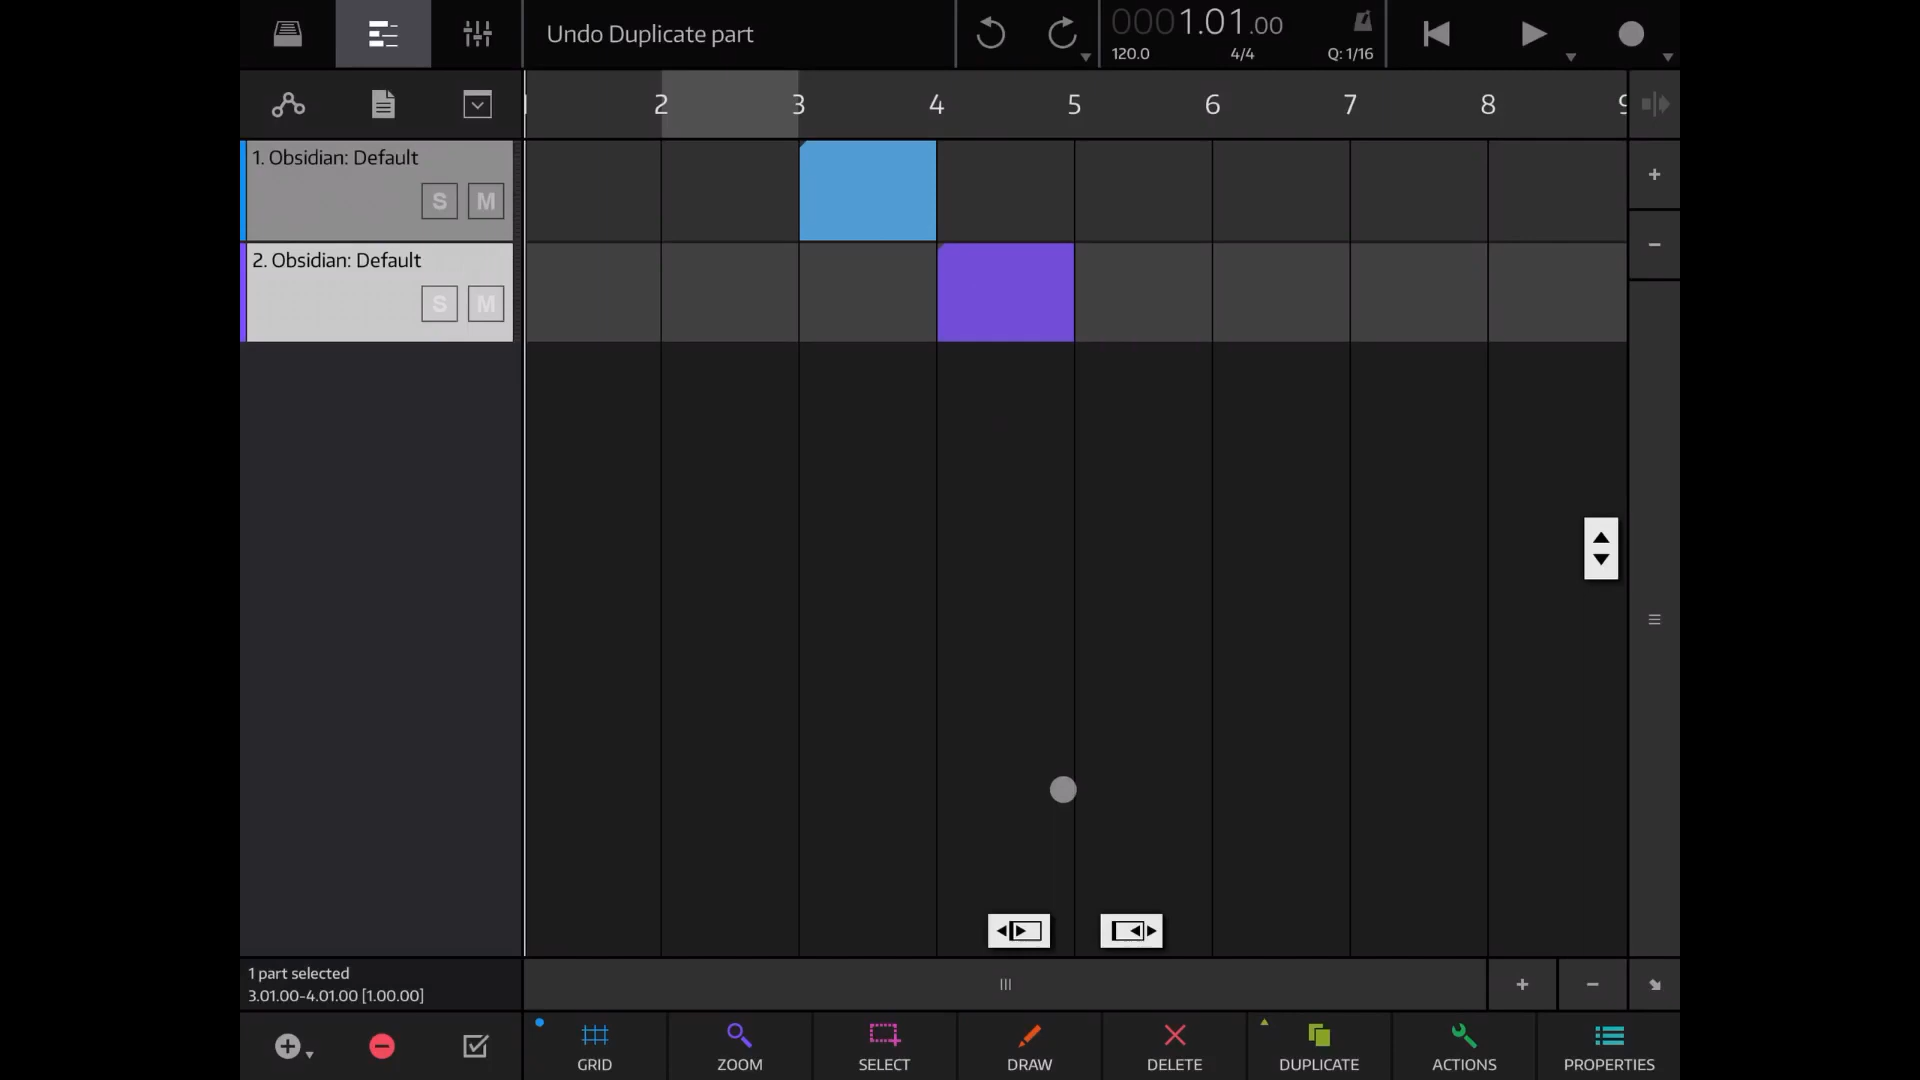 Undo Duplicate part
0001.01.00
120.0 4/4 Q: 1/16
2 3 4 5 6 7 8 9
1. Obsidian: Default
S M
2. Obsidian: Default
S M
1 part selected
3.01.00-4.01.00 [1.00.00]
GRID ZOOM SELECT DRAW DELETE DUPLICATE ACTIONS PROPERTIES